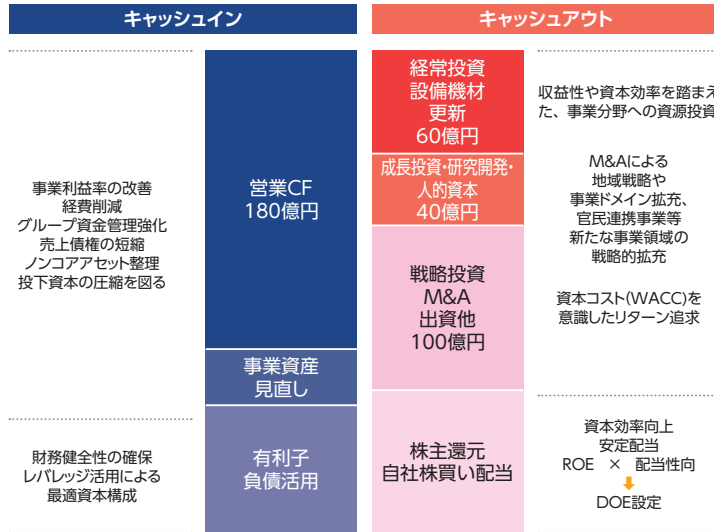 キャッシュイン
キャッシュアウト
事業利益率の改善
経費削減
グループ資金管理強化
売上債権の短縮
ノンコアアセット整理
投下資本の圧縮を図る
財務健全性の確保
レバレッジ活用による
最適資本構成
営業CF
180億円
事業資産
見直し
有利子
負債活用
経常投資
設備機材
更新
60億円
成長投資・研究開発・
人的資本
40億円
戦略投資
M&A
出資他
100億円
株主還元
自社株買い配当
収益性や資本効率を踏まえ
た、事業分野への資源投資
M&Aによる
地域戦略や
事業ドメイン拡充、
官民連携事業等
新たな事業領域の
戦略的拡充
資本コスト(WACC)を
意識したリターン追求
資本効率向上
安定配当
ROE × 配当性向
DOE設定